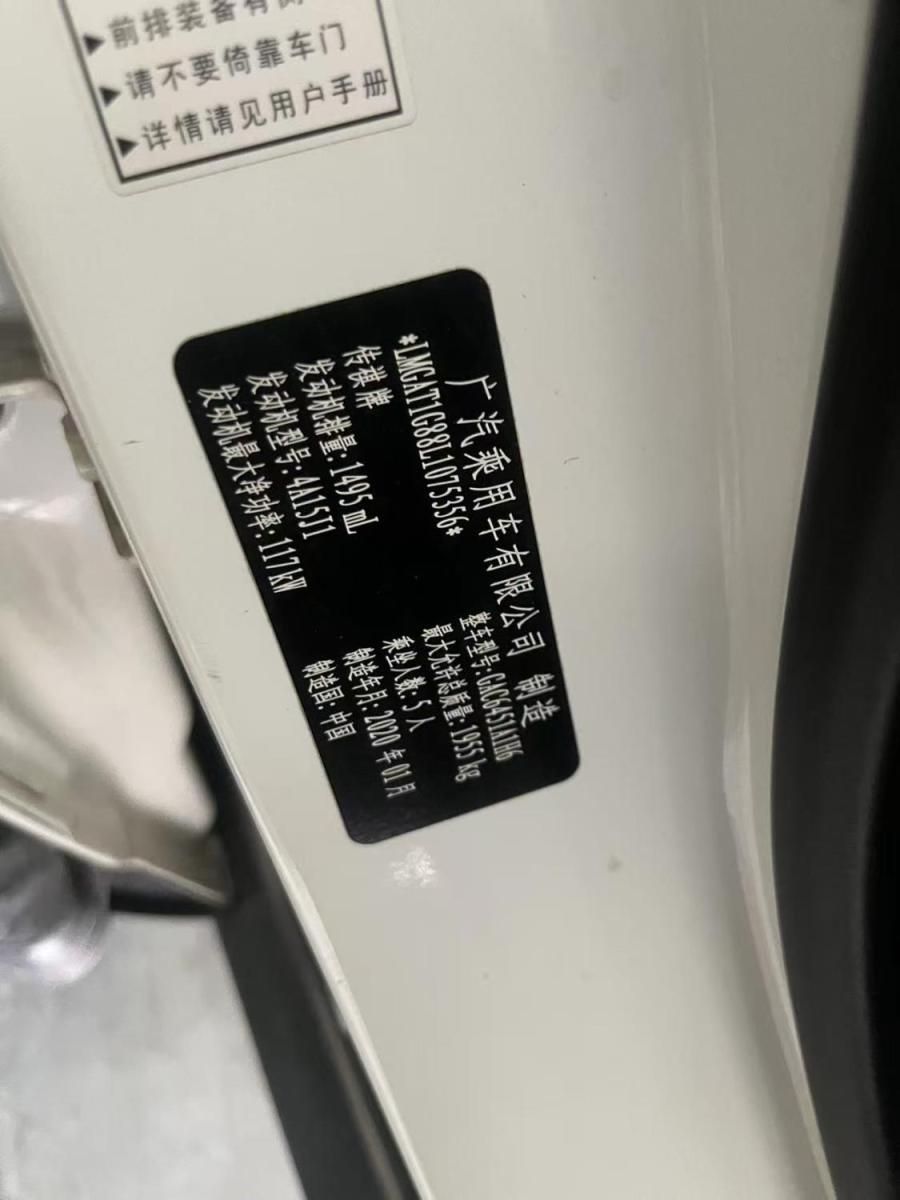 ▶前排装备有侧
▶请不要倚靠车门
▶详情请见用户手册
广汽乘用车有限公司 制造
*LMGAT1G88L1075356*
整车型号:GAC6451A1H6
传祺牌
最大允许总质量:1955 kg
发动机排量:1495 mL
乘坐人数:5 人
发动机型号:4A15J1
制造年月:2020 年 01 月
发动机最大净功率:117kW
制造国:中国